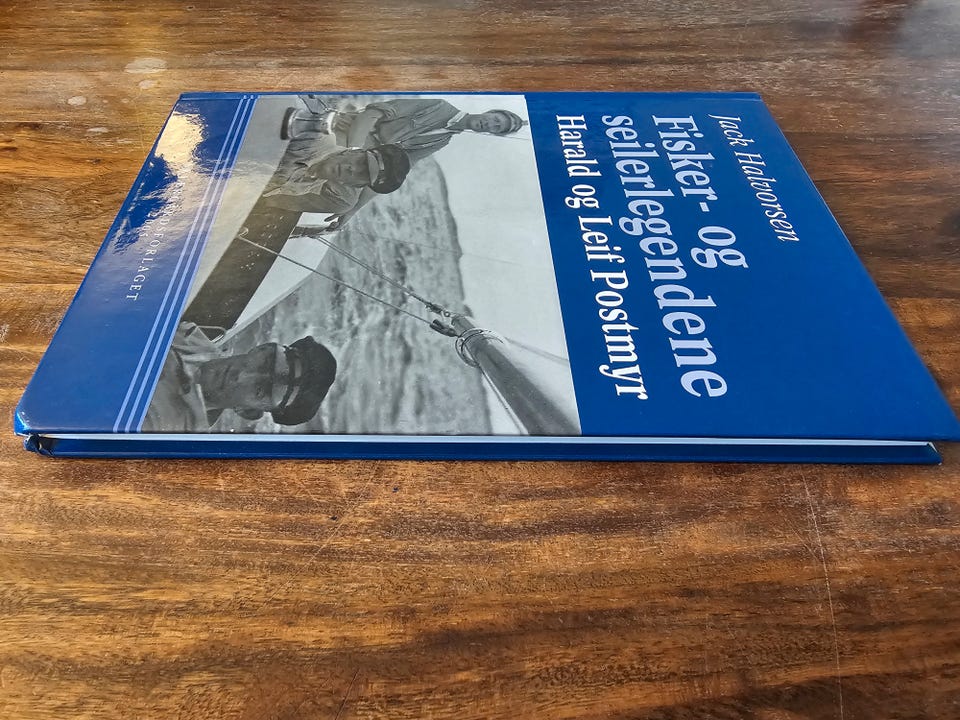 Jack Halvorsen
Fisker- og
seilerlegendene
Harald og Leif Postmyr